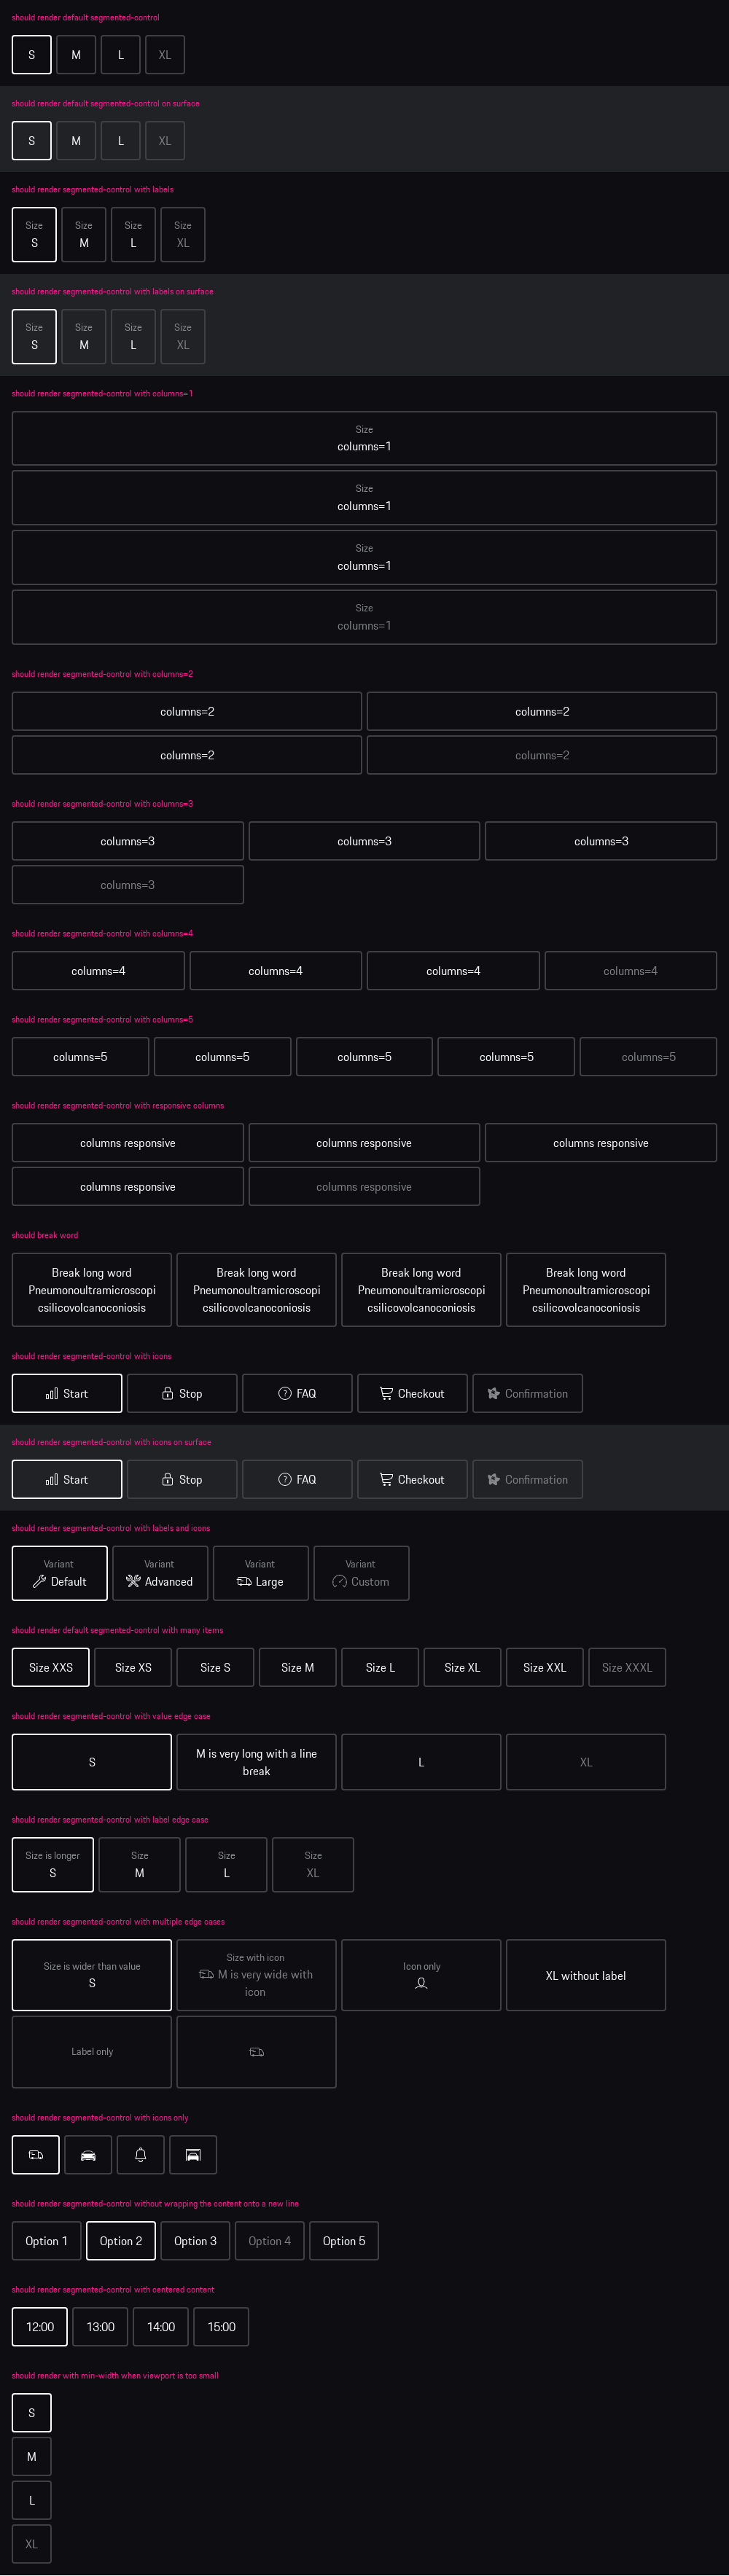 should render default segmented-control
S M L XL
should render default segmented-control on surface
S M L XL
should render segmented-control with labels
Size Size Size Size
S M L XL
should render segmented-control with labels on surface
Size Size Size Size
S M L XL
should render segmented-control with columns=1
Size
columns=1
Size
columns=1
Size
columns=1
Size
columns=1
should render segmented-control with columns=2
columns=2 columns=2
columns=2 columns=2
should render segmented-control with columns=3
columns=3 columns=3 columns=3
columns=3
should render segmented-control with columns=4
columns=4 columns=4 columns=4 columns=4
should render segmented-control with columns=5
columns=5 columns=5 columns=5 columns=5 columns=5
should render segmented-control with responsive columns
columns responsive columns responsive columns responsive
columns responsive columns responsive
should break word
Break long word Break long word Break long word Break long word
Pneumonoultramicroscopi Pneumonoultramicroscopi Pneumonoultramicroscopi Pneumonoultramicroscopi
csilicovolcanoconiosis csilicovolcanoconiosis csilicovolcanoconiosis csilicovolcanoconiosis
should render segmented-control with icons
Start Stop FAQ Checkout Confirmation
should render segmented-control with icons on surface
Start Stop FAQ Checkout Confirmation
should render segmented-control with labels and icons
Variant Variant Variant Variant
Default Advanced Large Custom
should render default segmented-control with many items
Size XXS Size XS Size S Size M Size L Size XL Size XXL Size XXXL
should render segmented-control with value edge case
S M is very long with a line L XL
break
should render segmented-control with label edge case
Size is longer Size Size Size
S M L XL
should render segmented-control with multiple edge cases
Size is wider than value Size with icon Icon only XL without label
S M is very wide with
icon
Label only
should render segmented-control with icons only
should render segmented-control without wrapping the content onto a new line
Option 1 Option 2 Option 3 Option 4 Option 5
should render segmented-control with centered content
12:00 13:00 14:00 15:00
should render with min-width when viewport is too small
S
M
L
XL